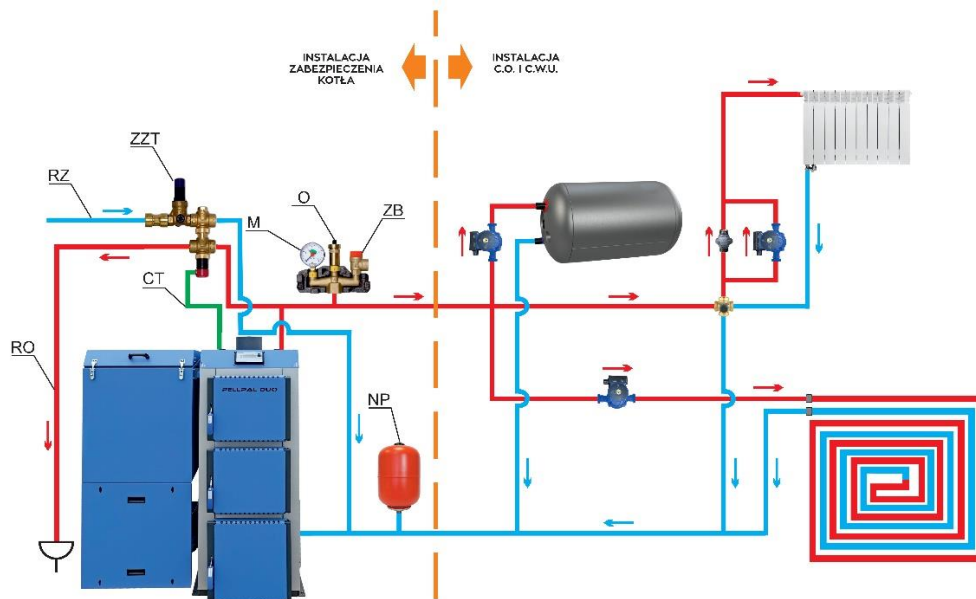 INSTALACJA
ZABEZPIECZENIA
KOTŁA
INSTALACJA
C.O. I C.W.U.
ZZT
RZ
O
M
ZB
CT
RO
PELLPAL DUO
NP